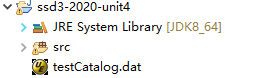 ssd3-2020-unit4
JRE System Library [JDK8_64]
src
testCatalog.dat